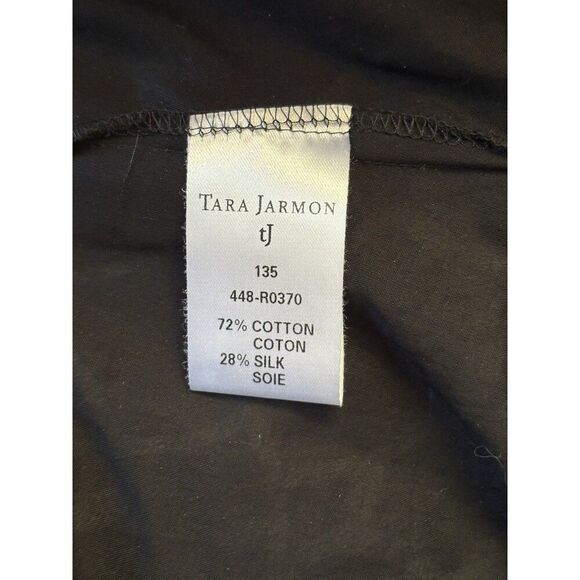 TARA JARMON
tJ
135
448-R0370
72% COTTON
COTON
28% SILK
SOIE